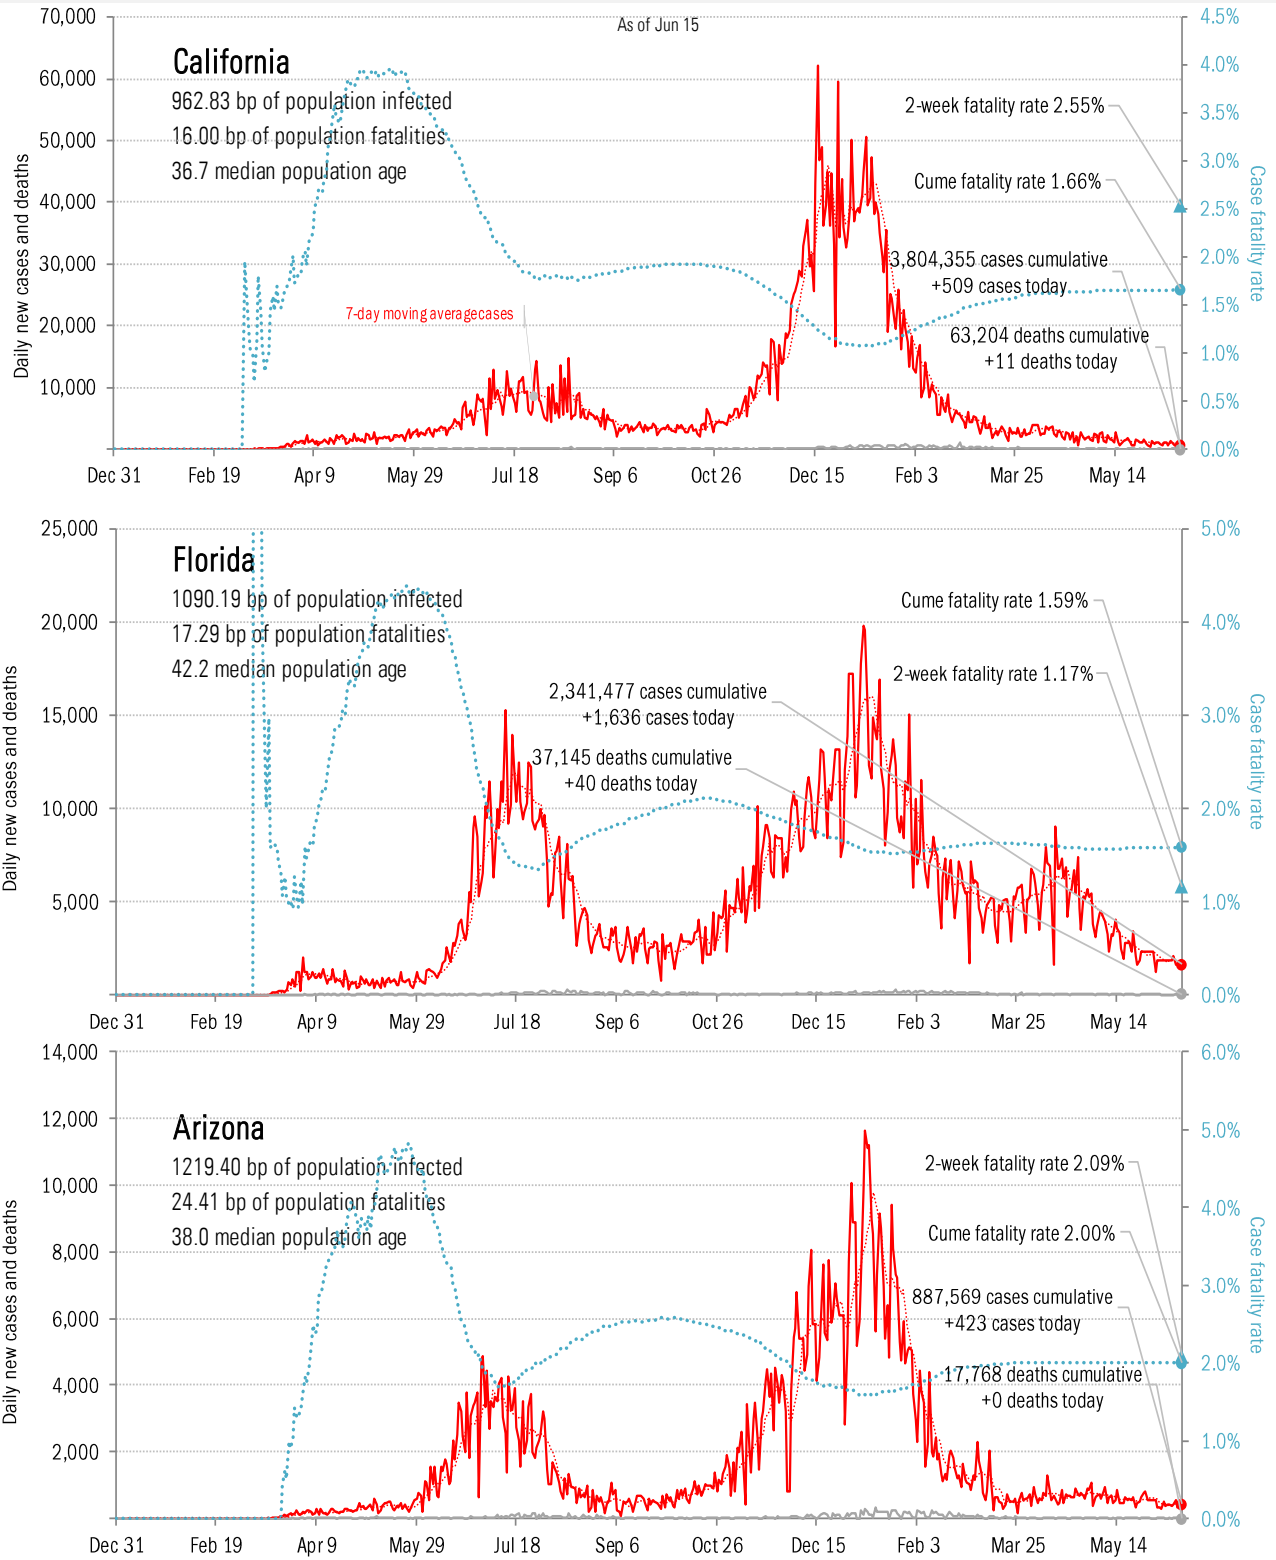 As of Jun 15
California
962.83 bp of population infected
16.00 bp of population fatalities
36.7 median population age
70,000
60,000
50,000
40,000
30,000
20,000
10,000
Daily new cases and deaths
7-day moving average cases
2-week fatality rate 2.55%
Cume fatality rate 1.66%
3,804,355 cases cumulative
+509 cases today
63,204 deaths cumulative
+11 deaths today
4.5%
4.0%
3.5%
3.0%
2.5%
2.0%
1.5%
1.0%
0.5%
0.0%
Case fatality rate
Dec 31 Feb 19 Apr 9 May 29 Jul 18 Sep 6 Oct 26 Dec 15 Feb 3 Mar 25 May 14
Florida
1090.19 bp of population infected
17.29 bp of population fatalities
42.2 median population age
25,000
20,000
15,000
10,000
5,000
Daily new cases and deaths
Cume fatality rate 1.59%
2-week fatality rate 1.17%
2,341,477 cases cumulative
+1,636 cases today
37,145 deaths cumulative
+40 deaths today
5.0%
4.0%
3.0%
2.0%
1.0%
0.0%
Case fatality rate
Dec 31 Feb 19 Apr 9 May 29 Jul 18 Sep 6 Oct 26 Dec 15 Feb 3 Mar 25 May 14
Arizona
1219.40 bp of population infected
24.41 bp of population fatalities
38.0 median population age
14,000
12,000
10,000
8,000
6,000
4,000
2,000
Daily new cases and deaths
2-week fatality rate 2.09%
Cume fatality rate 2.00%
887,569 cases cumulative
+423 cases today
17,768 deaths cumulative
+0 deaths today
6.0%
5.0%
4.0%
3.0%
2.0%
1.0%
0.0%
Case fatality rate
Dec 31 Feb 19 Apr 9 May 29 Jul 18 Sep 6 Oct 26 Dec 15 Feb 3 Mar 25 May 14